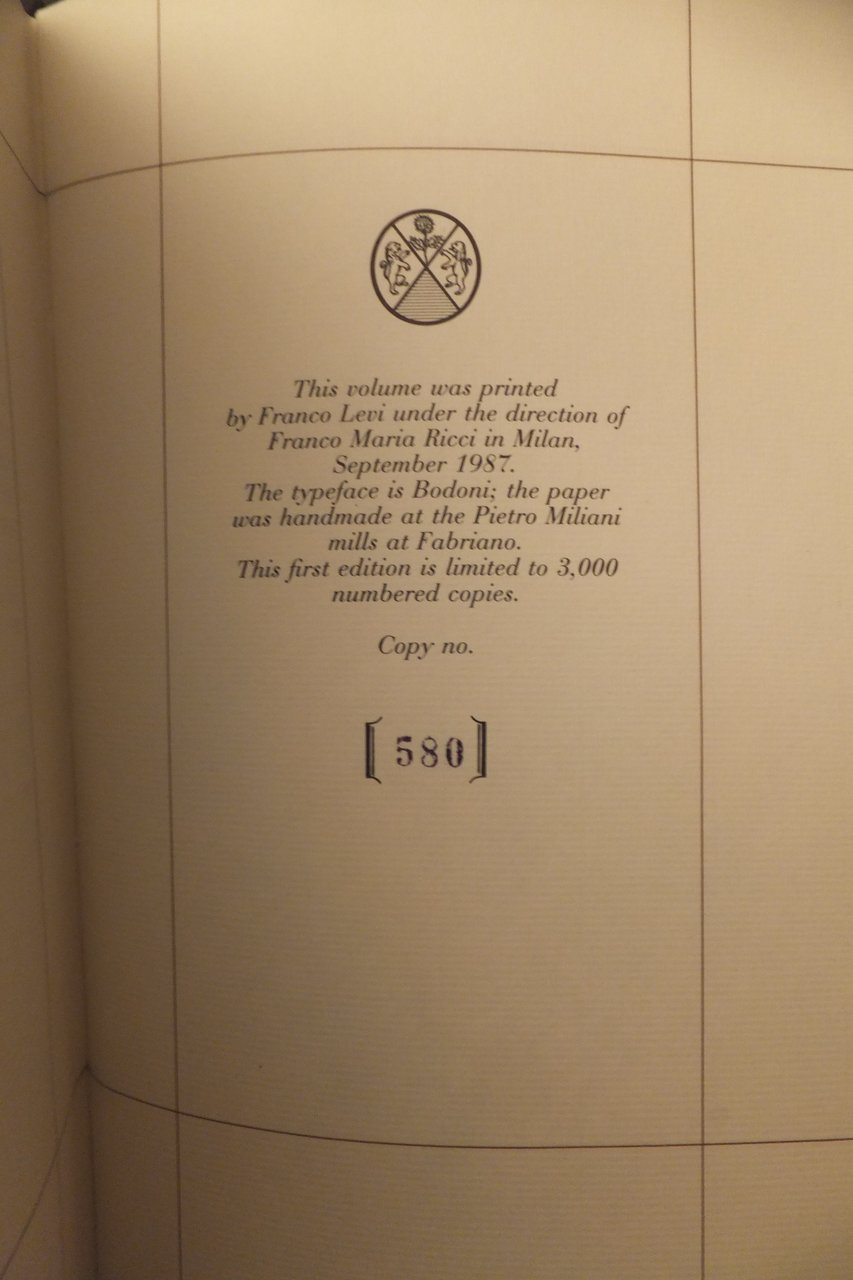 This volume was printed
by Franco Levi under the direction of
Franco Maria Ricci in Milan,
September 1987.
The typeface is Bodoni; the paper
was handmade at the Pietro Miliani
mills at Fabriano.
This first edition is limited to 3,000
numbered copies.
Copy no.
[580]